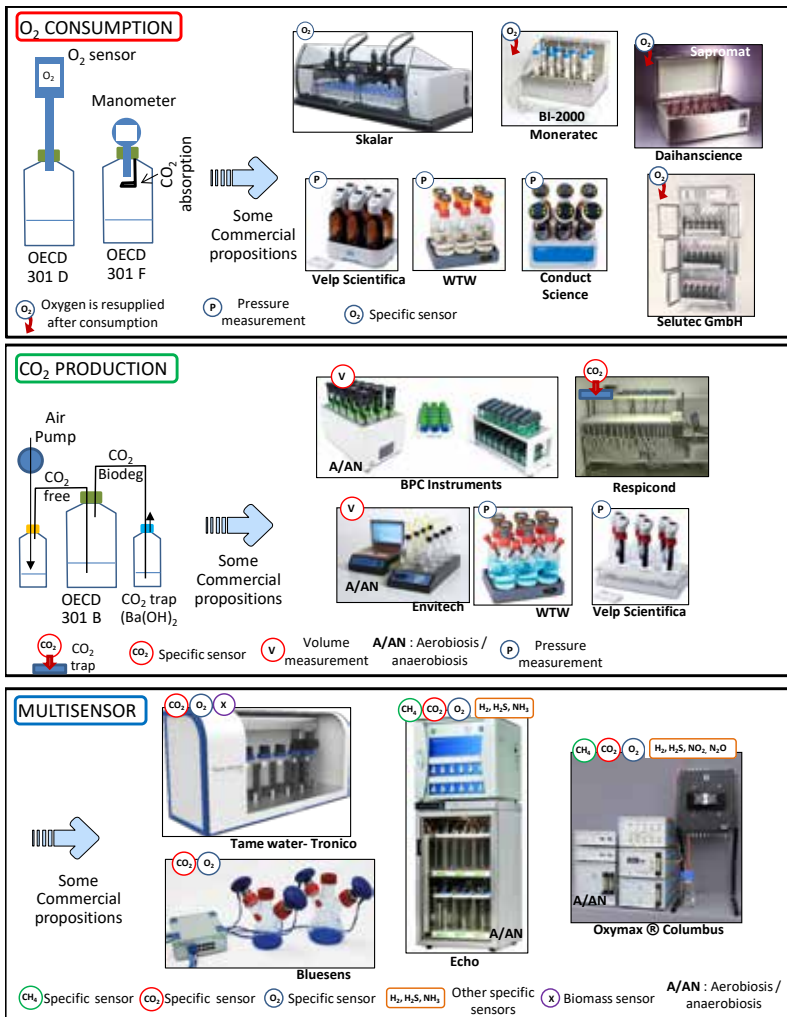 O₂ CONSUMPTION
O₂ sensor
O₂
Manometer
CO₂
absorption
OECD
301 D
OECD
301 F
Some
Commercial
propositions
O₂
Skalar
O₂
BI-2000
Moneratec
O₂
Sapromat
Daihanscience
P
Velp Scientifica
P
WTW
P
Conduct
Science
O₂
Selutec GmbH
O₂ Oxygen is resupplied
after consumption
P Pressure
measurement
O₂ Specific sensor
CO₂ PRODUCTION
Air
Pump
CO₂
free
CO₂
Biodeg
OECD
301 B
CO₂ trap
(Ba(OH)₂
Some
Commercial
propositions
V
A/AN
BPC Instruments
CO₂
Respicond
V
A/AN
Envitech
P
WTW
P
Velp Scientifica
CO₂ CO₂
trap
CO₂ Specific sensor
V Volume
measurement
A/AN : Aerobiosis /
anaerobiosis
P Pressure
measurement
MULTISENSOR
Some
Commercial
propositions
CO₂ O₂ X
Tame water- Tronico
CO₂ O₂
Bluesens
CH₄ CO₂ O₂ H₂, H₂S, NH₃
A/AN
Echo
CH₄ CO₂ O₂ H₂, H₂S, NO₂, N₂O
A/AN
Oxymax ® Columbus
CH₄ Specific sensor
CO₂ Specific sensor
O₂ Specific sensor
H₂, H₂S, NH₃ Other specific
sensors
X Biomass sensor
A/AN : Aerobiosis /
anaerobiosis